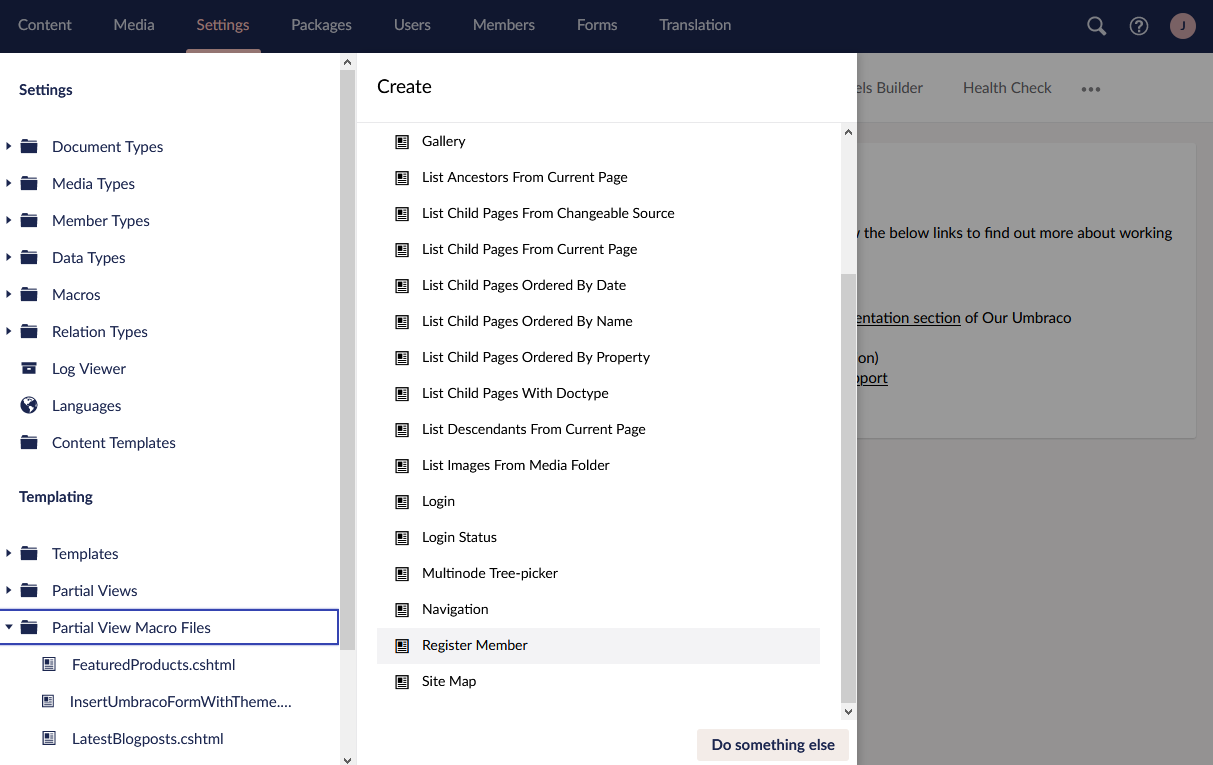 Content Media Settings Packages Users Members Forms Translation J
Settings
Document Types
Media Types
Member Types
Data Types
Macros
Relation Types
Log Viewer
Languages
Content Templates
Templating
Templates
Partial Views
Partial View Macro Files
FeaturedProducts.cshtml
InsertUmbracoFormWithTheme....
LatestBlogposts.cshtml
Create
Gallery
List Ancestors From Current Page
List Child Pages From Changeable Source
List Child Pages From Current Page
List Child Pages Ordered By Date
List Child Pages Ordered By Name
List Child Pages Ordered By Property
List Child Pages With Doctype
List Descendants From Current Page
List Images From Media Folder
Login
Login Status
Multinode Tree-picker
Navigation
Register Member
Site Map
Do something else
els Builder Health Check
the below links to find out more about working
entation section of Our Umbraco
on)
pport